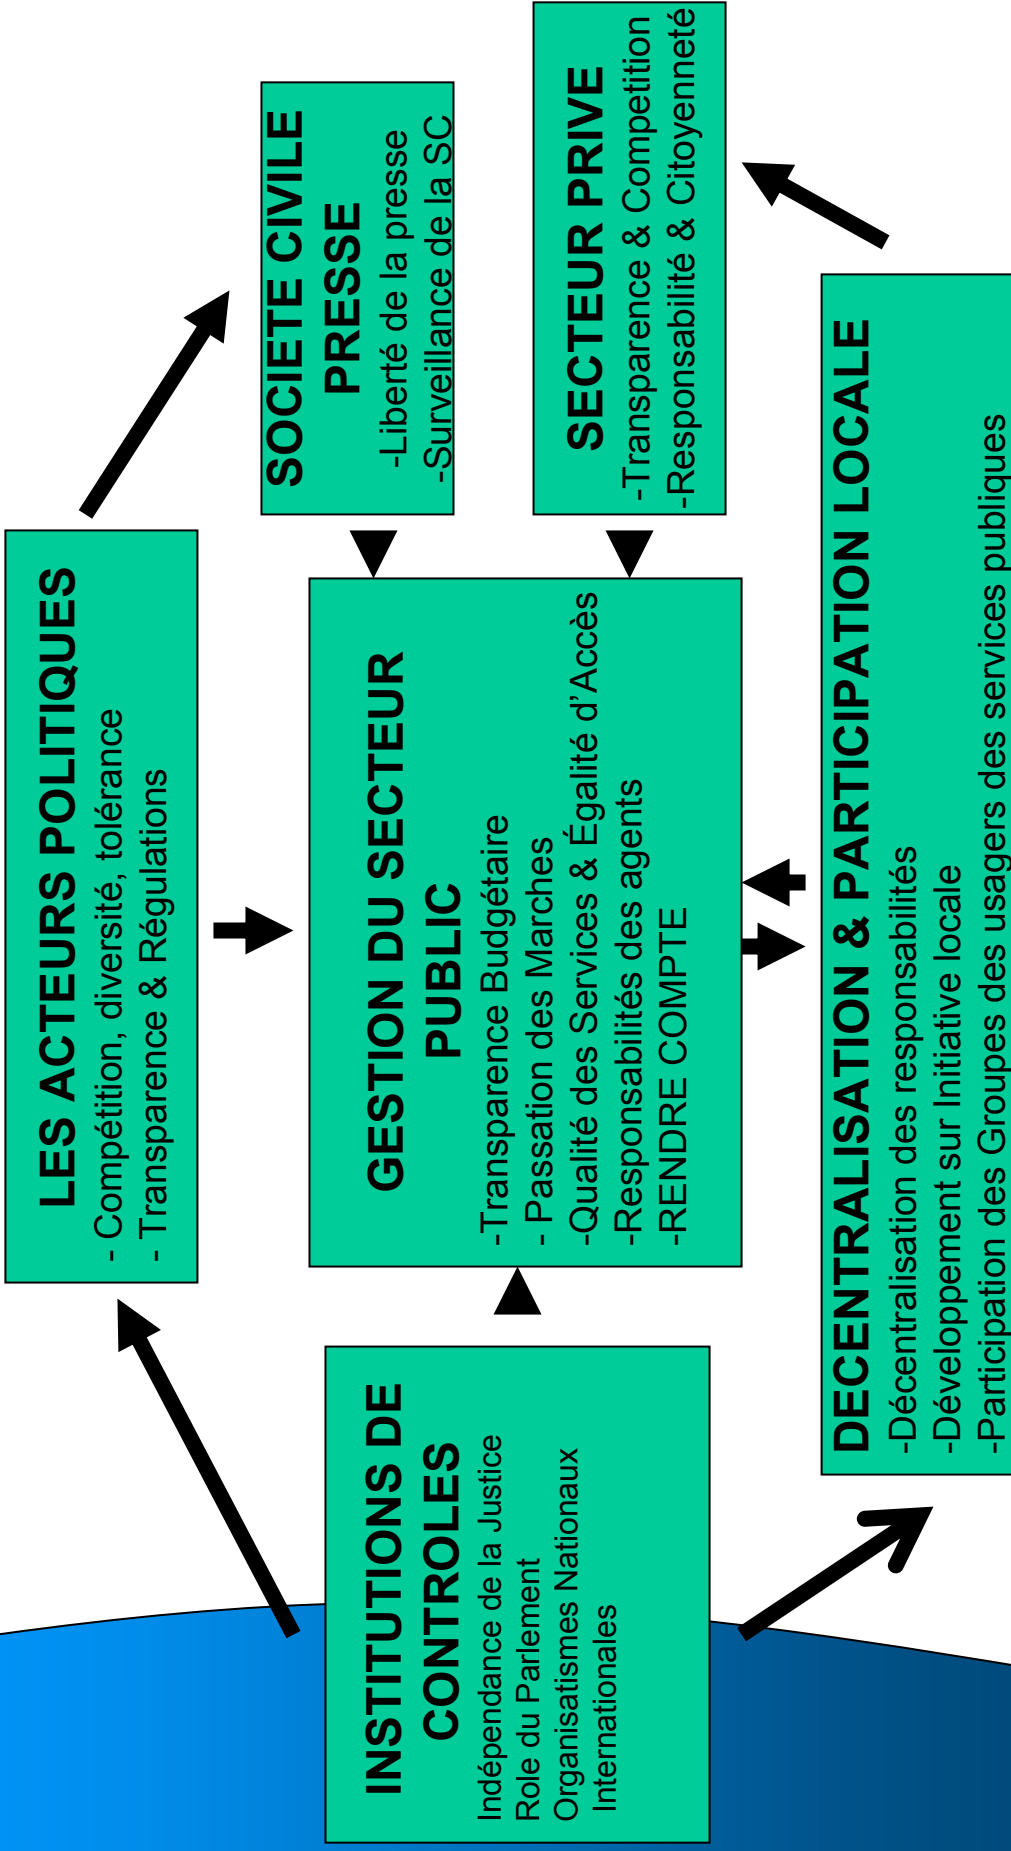 LES ACTEURS POLITIQUES
- Compétition, diversité, tolérance
- Transparence & Régulations
INSTITUTIONS DE
CONTROLES
Indépendance de la Justice
Role du Parlement
Organisatismes Nationaux
Internationales
GESTION DU SECTEUR
PUBLIC
-Transparence Budgétaire
- Passation des Marches
-Qualité des Services & Égalité d'Accès
-Responsabilités des agents
-RENDRE COMPTE
SOCIETE CIVILE
PRESSE
-Liberté de la presse
-Surveillance de la SC
SECTEUR PRIVE
-Transparence & Competition
-Responsabilité & Citoyenneté
DECENTRALISATION & PARTICIPATION LOCALE
-Décentralisation des responsabilités
-Développement sur Initiative locale
-Participation des Groupes des usagers des services publiques